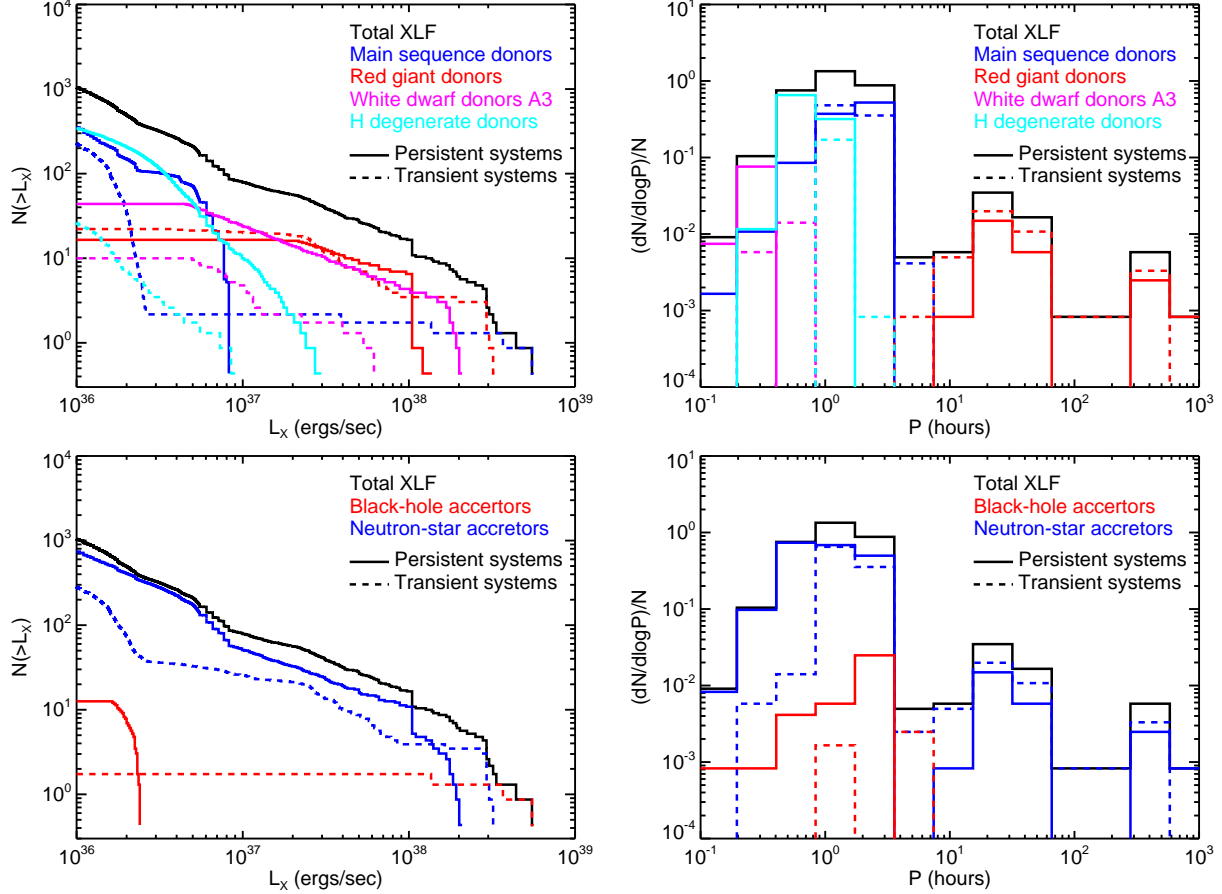 10^4
10^3
10^2
10^1
10^0
N(>L_X)
Total XLF
Main sequence donors
Red giant donors
White dwarf donors A3
H degenerate donors
Persistent systems
Transient systems
10^36
10^37
10^38
10^39
L_X (ergs/sec)
10^1
10^0
10^-1
10^-2
10^-3
10^-4
(dN/dlogP)/N
Total XLF
Main sequence donors
Red giant donors
White dwarf donors A3
H degenerate donors
Persistent systems
Transient systems
10^-1
10^0
10^1
10^2
10^3
P (hours)
10^4
10^3
10^2
10^1
10^0
N(>L_X)
Total XLF
Black-hole accertors
Neutron-star accretors
Persistent systems
Transient systems
10^36
10^37
10^38
10^39
L_X (ergs/sec)
10^1
10^0
10^-1
10^-2
10^-3
10^-4
(dN/dlogP)/N
Total XLF
Black-hole accertors
Neutron-star accretors
Persistent systems
Transient systems
10^-1
10^0
10^1
10^2
10^3
P (hours)